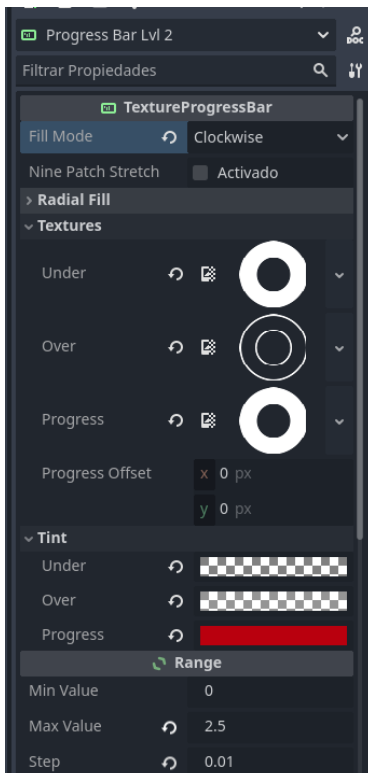 Progress Bar Lvl 2
DOC
Filtrar Propiedades
TextureProgressBar
Fill Mode Clockwise
Nine Patch Stretch Activado
Radial Fill
Textures
Under
Over
Progress
Progress Offset x 0 px
y 0 px
Tint
Under
Over
Progress
Range
Min Value 0
Max Value 2.5
Step 0.01